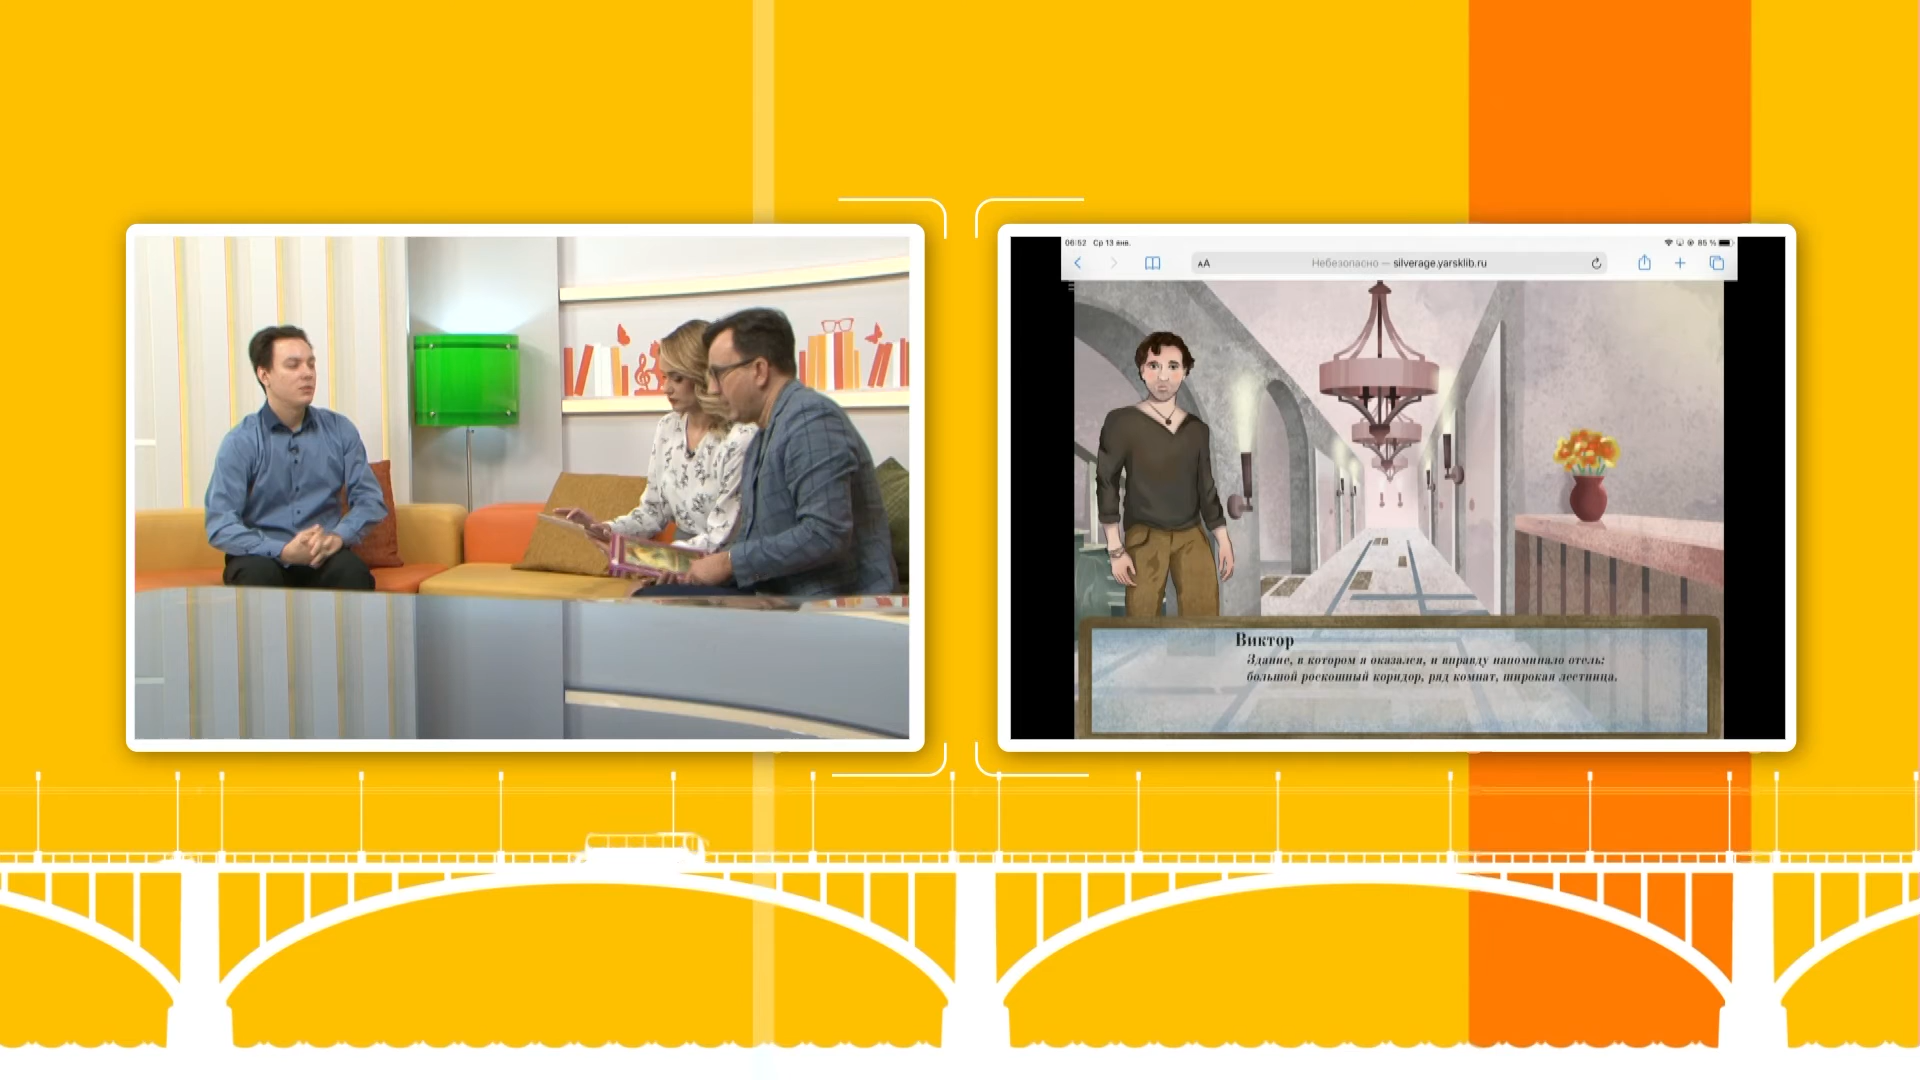 06:52 Ср 13 янв.
85 %
AA
Небезопасно — silverage.yarsklib.ru
Виктор
Здание, в котором я оказался, и вправду напоминало отель:
большой роскошный коридор, ряд комнат, широкая лестница.